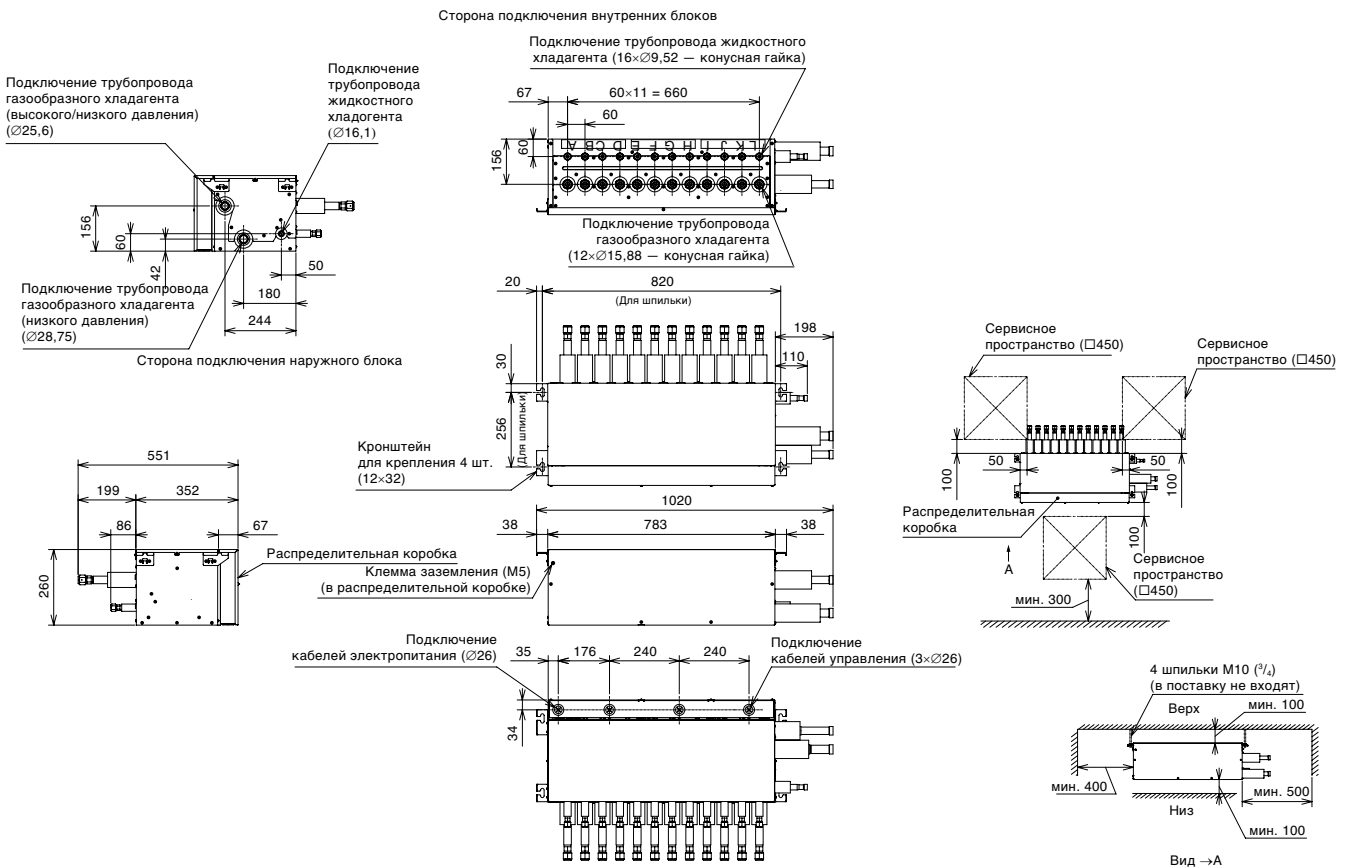 Сторона подключения внутренних блоков
Подключение трубопровода жидкостного
хладагента (16×∅9,52 — конусная гайка)
67
60×11 = 660
60
60
156
A
B
C
D
E
F
G
H
I
J
K
L
Подключение трубопровода
газообразного хладагента
(12×∅15,88 — конусная гайка)
Подключение трубопровода
газообразного хладагента
(высокого/низкого давления)
(∅25,6)
Подключение
трубопровода
жидкостного
хладогента
(∅16,1)
156
60
42
50
180
244
Подключение трубопровода
газообразного хладагента
(низкого давления)
(∅28,75)
Сторона подключения наружного блока
20
820
(Для шпильки)
198
110
30
256
(Для шпильки)
Кронштейн
для крепления 4 шт.
(12×32)
551
199
352
86
67
260
Распределительная коробка
1020
38
783
38
Клемма заземления (M5)
(в распределительной коробке)
Подключение
кабелей электропитания (∅26)
35
176
240
240
Подключение
кабелей управления (3×∅26)
34
Сервисное
пространство (□450)
Сервисное
пространство (□450)
100
50
50
100
Распределительная
коробка
100
A
Сервисное
пространство
(□450)
мин. 300
4 шпильки M10 (³/₄)
(в поставку не входят)
Верх
мин. 100
мин. 400
мин. 500
Низ
мин. 100
Вид →A